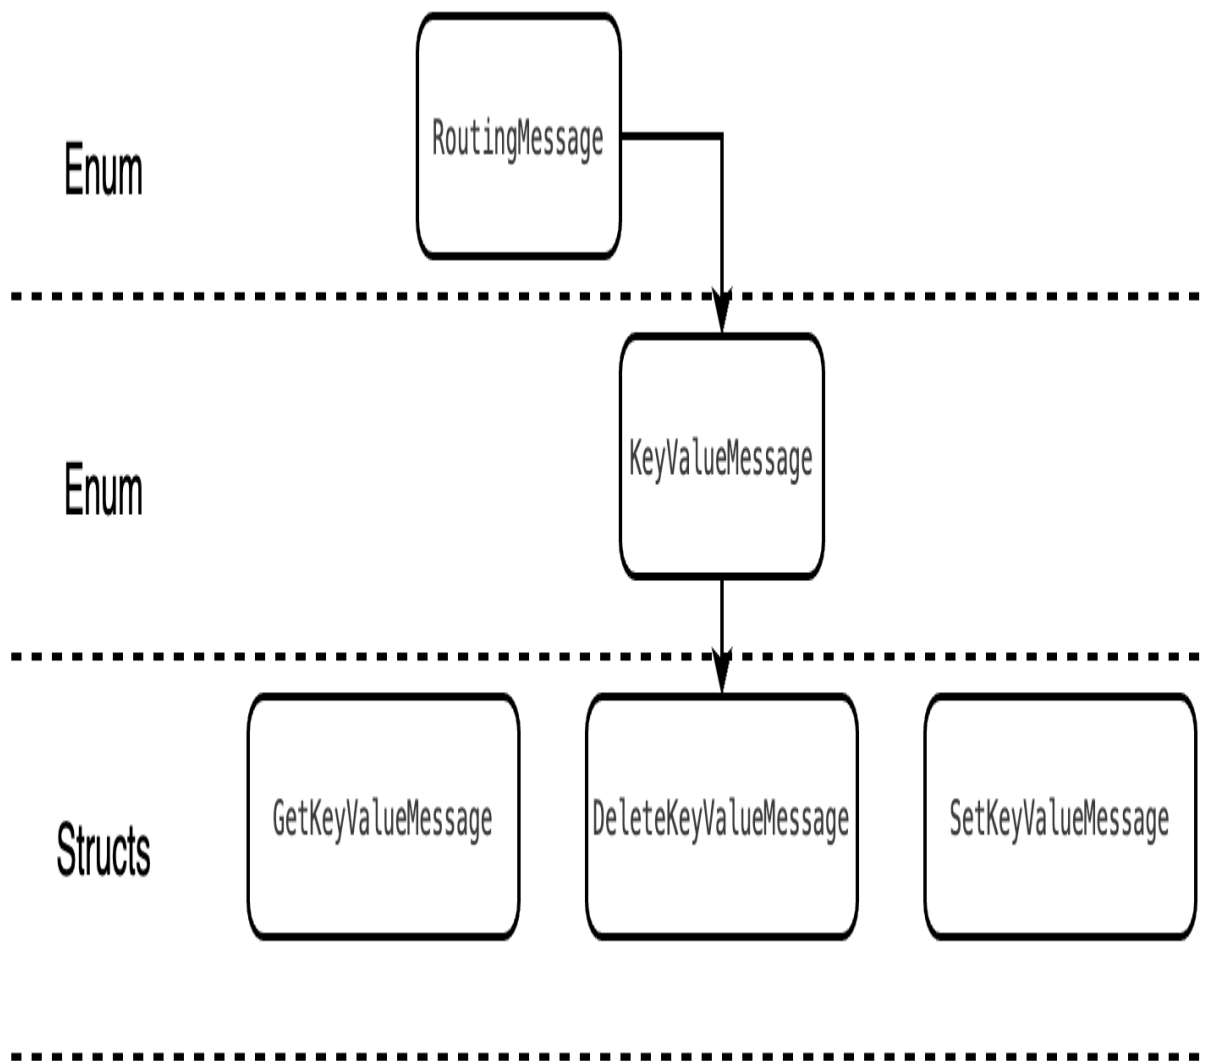 RoutingMessage
Enum
KeyValueMessage
Enum
GetKeyValueMessage
DeleteKeyValueMessage
SetKeyValueMessage
Structs